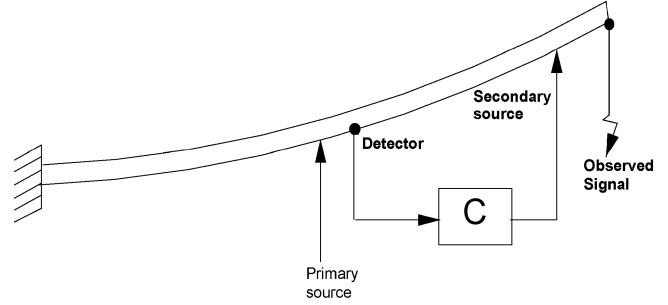 Secondary
source
Detector
Observed
Signal
C
Primary
source